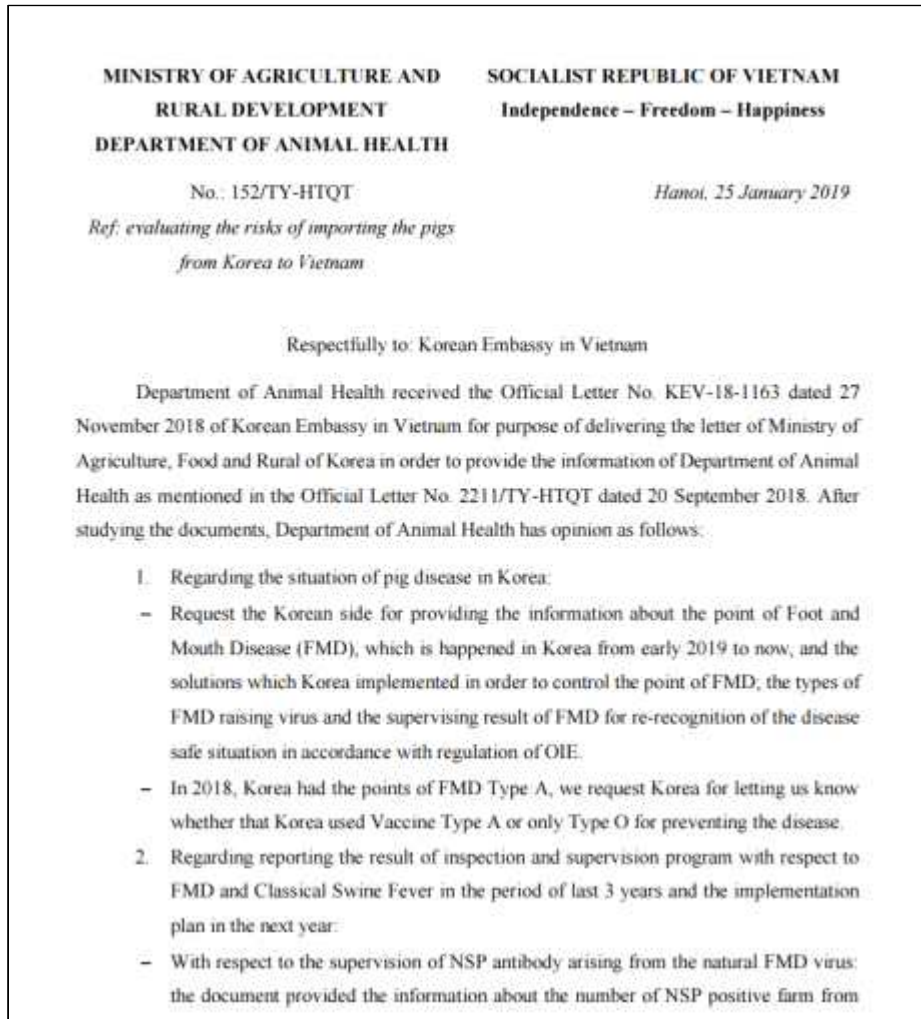 MINISTRY OF AGRICULTURE AND
RURAL DEVELOPMENT
DEPARTMENT OF ANIMAL HEALTH
SOCIALIST REPUBLIC OF VIETNAM
Independence – Freedom – Happiness
No.: 152/TY-HTQT
Hanoi, 25 January 2019
Ref: evaluating the risks of importing the pigs
from Korea to Vietnam
Respectfully to: Korean Embassy in Vietnam
Department of Animal Health received the Official Letter No. KEV-18-1163 dated 27
November 2018 of Korean Embassy in Vietnam for purpose of delivering the letter of Ministry of
Agriculture, Food and Rural of Korea in order to provide the information of Department of Animal
Health as mentioned in the Official Letter No. 2211/TY-HTQT dated 20 September 2018. After
studying the documents, Department of Animal Health has opinion as follows:
1. Regarding the situation of pig disease in Korea:
– Request the Korean side for providing the information about the point of Foot and
Mouth Disease (FMD), which is happened in Korea from early 2019 to now, and the
solutions which Korea implemented in order to control the point of FMD; the types of
FMD raising virus and the supervising result of FMD for re-recognition of the disease
safe situation in accordance with regulation of OIE.
– In 2018, Korea had the points of FMD Type A, we request Korea for letting us know
whether that Korea used Vaccine Type A or only Type O for preventing the disease.
2. Regarding reporting the result of inspection and supervision program with respect to
FMD and Classical Swine Fever in the period of last 3 years and the implementation
plan in the next year:
– With respect to the supervision of NSP antibody arising from the natural FMD virus:
the document provided the information about the number of NSP positive farm from